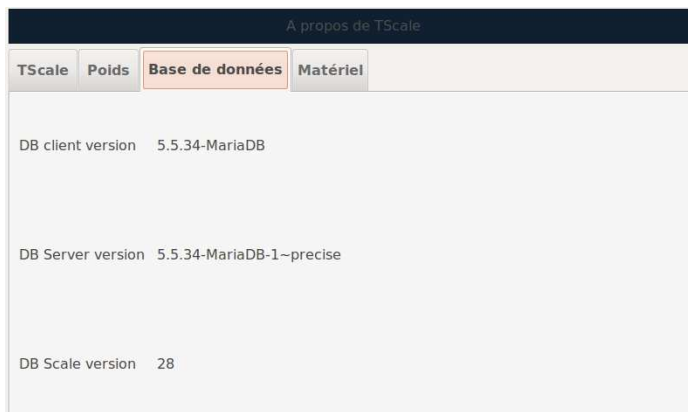 A propos de TScale
TScale Poids Base de données Matériel
DB client version 5.5.34-MariaDB
DB Server version 5.5.34-MariaDB-1~precise
DB Scale version 28